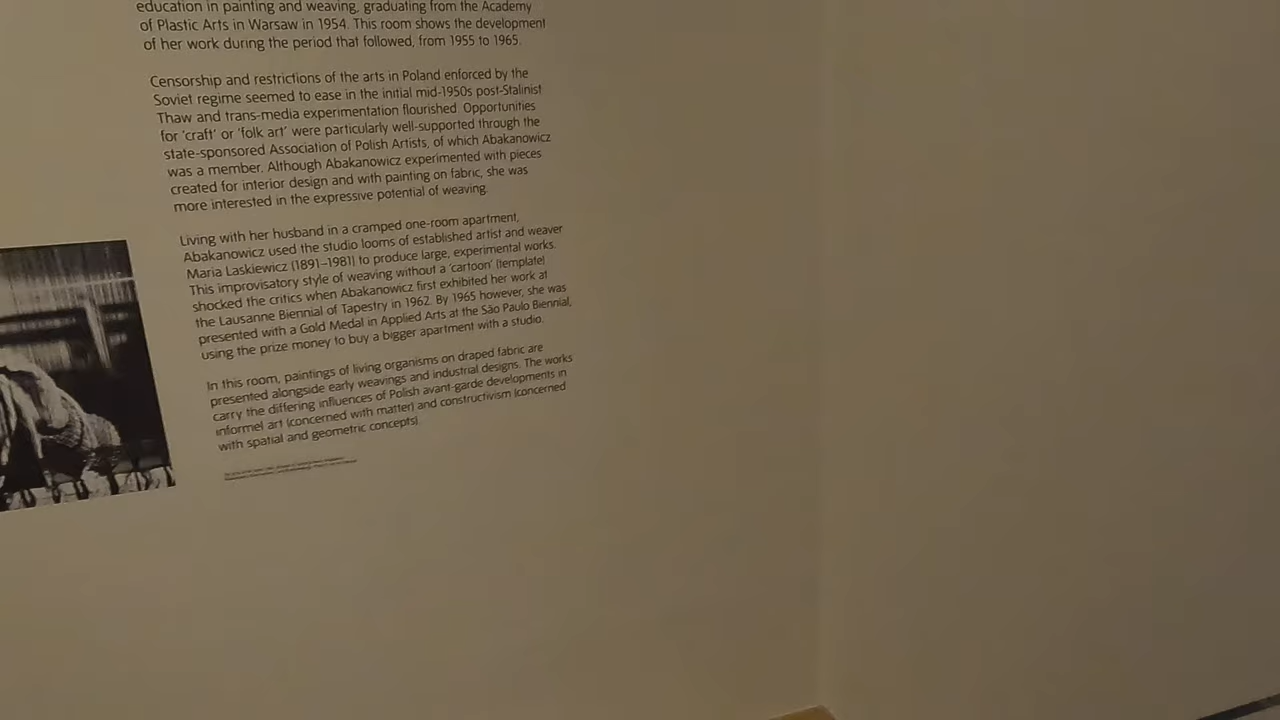 education in painting and weaving, graduating from the Academy
of Plastic Arts in Warsaw in 1954. This room shows the development
of her work during the period that followed, from 1955 to 1965.
Censorship and restrictions of the arts in Poland enforced by the
Soviet regime seemed to ease in the initial mid-1950s post-Stalinist
Thaw and trans-media experimentation flourished. Opportunities
for ‘craft’ or ‘folk art’ were particularly well-supported through the
state-sponsored Association of Polish Artists, of which Abakanowicz
was a member. Although Abakanowicz experimented with pieces
created for interior design and with painting on fabric, she was
more interested in the expressive potential of weaving.
Living with her husband in a cramped one-room apartment,
Abakanowicz used the studio looms of established artist and weaver
Maria Laskiewicz (1891–1981) to produce large, experimental works.
This improvisatory style of weaving without a ‘cartoon’ (template)
shocked the critics when Abakanowicz first exhibited her work at
the Lausanne Biennial of Tapestry in 1962. By 1965 however, she was
presented with a Gold Medal in Applied Arts at the São Paulo Biennial,
using the prize money to buy a bigger apartment with a studio.
In this room, paintings of living organisms on draped fabric are
presented alongside early weavings and industrial designs. The works
carry the differing influences of Polish avant-garde developments in
informel art (concerned with matter) and constructivism (concerned
with spatial and geometric concepts).